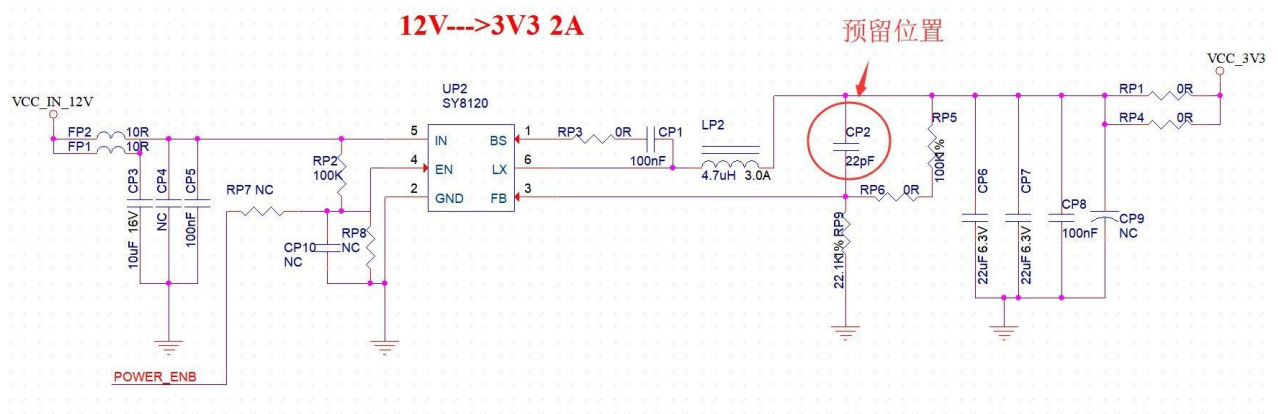 12V--->3V3 2A
预留位置
VCC_3V3
VCC_IN_12V
UP2
SY8120
FP2 10R
FP1 10R
5 IN BS 1
4 EN LX 6
2 GND FB 3
RP3 0R
CP1
100nF
LP2
4.7uH 3.0A
CP2
22pF
RP5
100K1%
RP1 0R
RP4 0R
RP2
100K
RP7 NC
CP3
10uF 16V
CP4
NC
CP5
100nF
CP10
NC
RP8
NC
RP6 0R
RP9
22.1K1%
CP6
22uF 6.3V
CP7
22uF 6.3V
CP8
100nF
CP9
NC
POWER_ENB